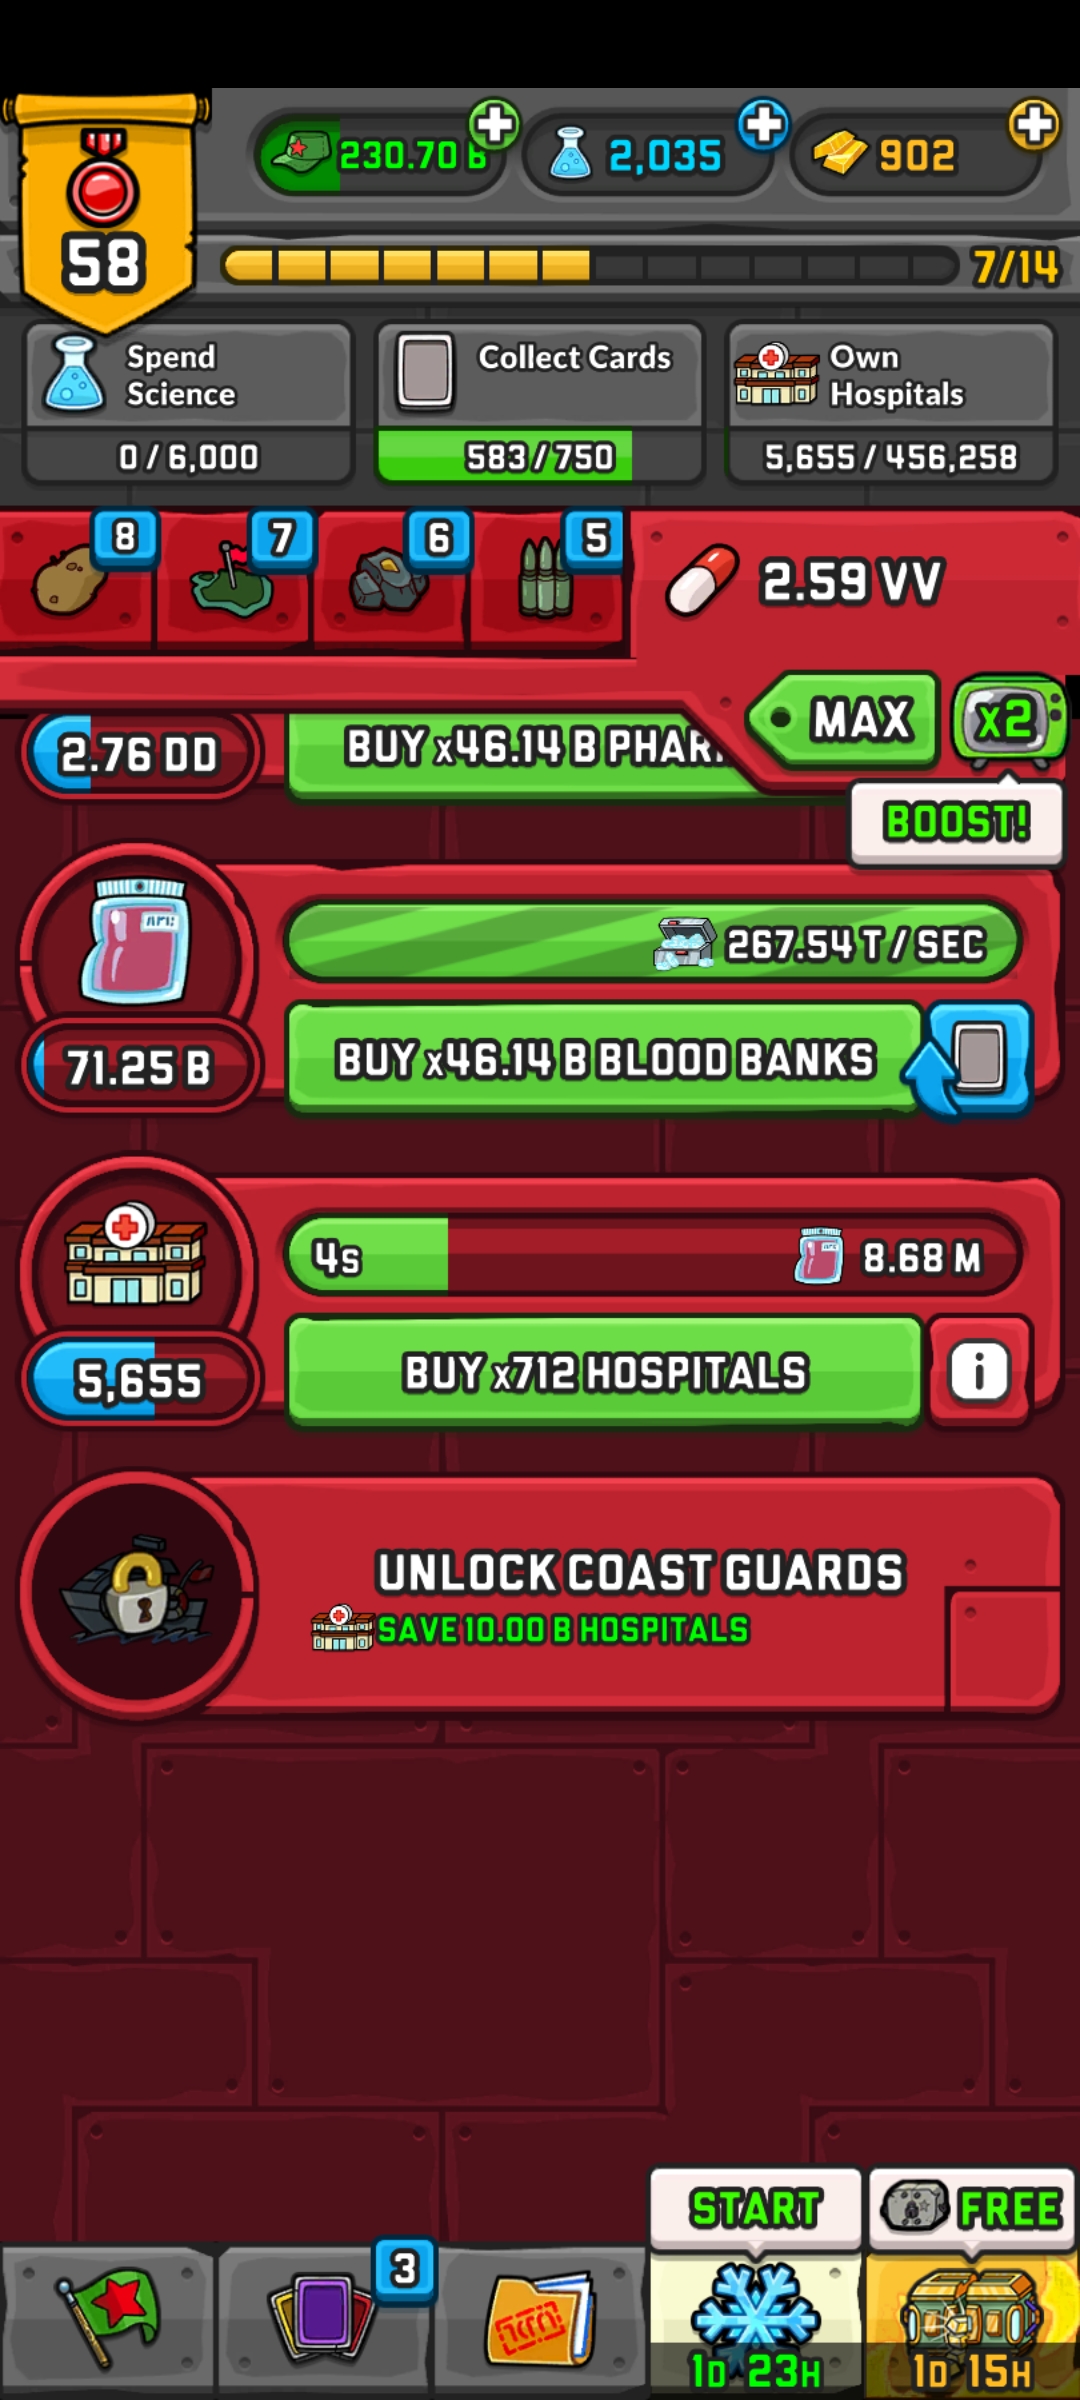 58
230.70 B
2,035
902
7/14
Spend
Science
0 / 6,000
Collect Cards
583 / 750
Own
Hospitals
5,655 / 456,258
8
7
6
5
2.59 VV
MAX
x2
BOOST!
2.76 DD
BUY x46.14 B PHAR
267.54 T / SEC
71.25 B
BUY x46.14 B BLOOD BANKS
4s
8.68 M
5,655
BUY x712 HOSPITALS
i
UNLOCK COAST GUARDS
SAVE 10.00 B HOSPITALS
START
FREE
3
1D 23H
1D 15H